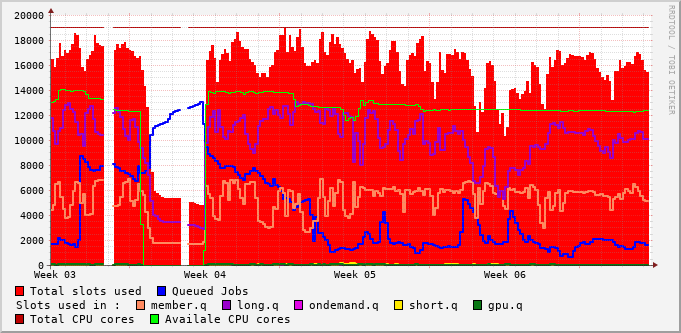 20000
18000
16000
14000
12000
10000
8000
6000
4000
2000
0
Week 03 Week 04 Week 05 Week 06
RRDTOOL / TOBI OETIKER
Total slots used Queued Jobs
Slots used in : member.q long.q ondemand.q short.q gpu.q
Total CPU cores Availale CPU cores